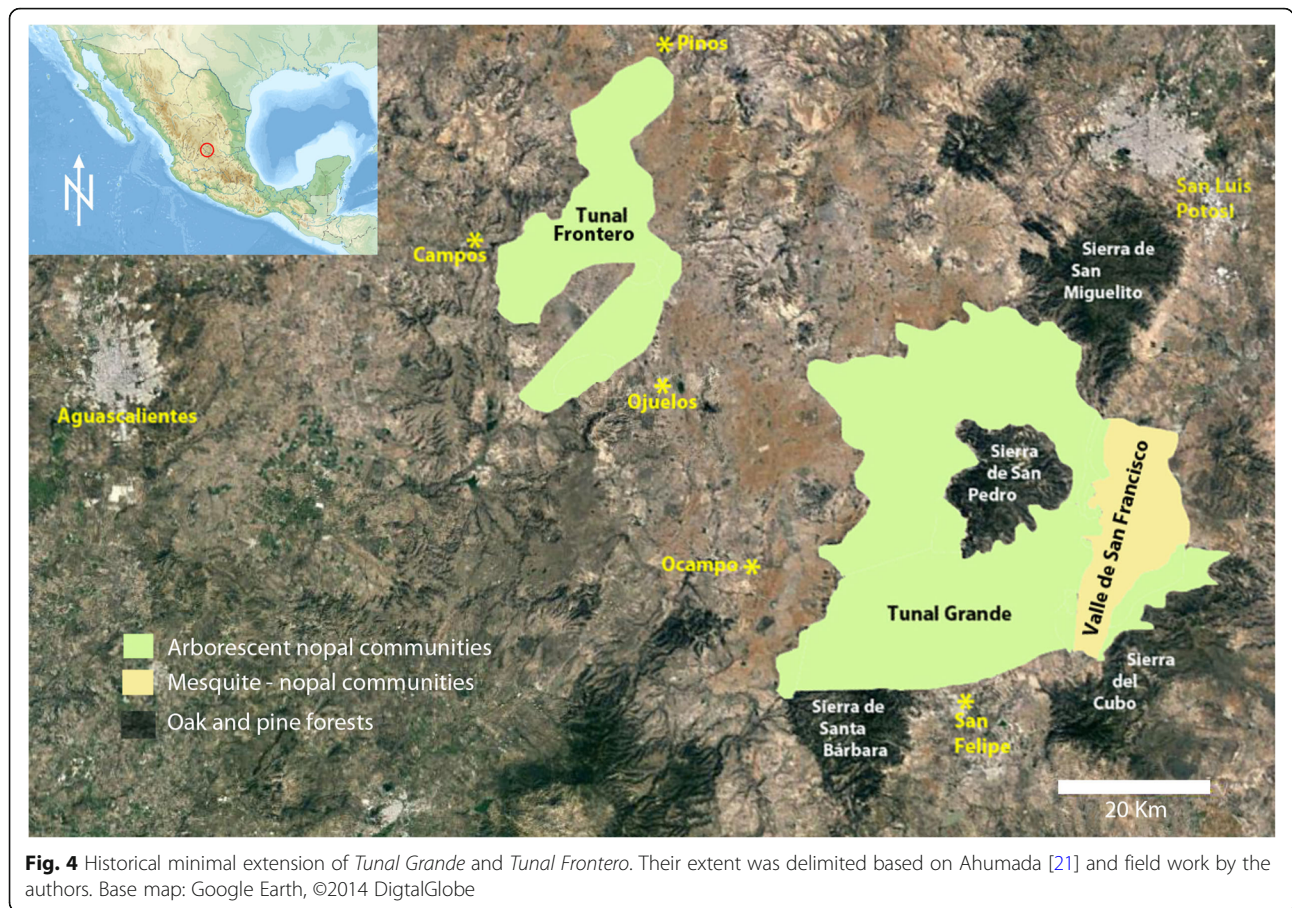 N
Pinos
San Luis
Potosí
Tunal
Frontero
Campos
Sierra de
San
Miguelito
Ojuelos
Aguascalientes
Sierra
de San
Pedro
Valle de San Francisco
Ocampo
Tunal Grande
Arborescent nopal communities
Mesquite - nopal communities
Oak and pine forests
Sierra
del
Cubo
Sierra de
Santa
Bárbara
San
Felipe
20 Km
Fig. 4 Historical minimal extension of Tunal Grande and Tunal Frontero. Their extent was delimited based on Ahumada [21] and field work by the
authors. Base map: Google Earth, ©2014 DigtalGlobe